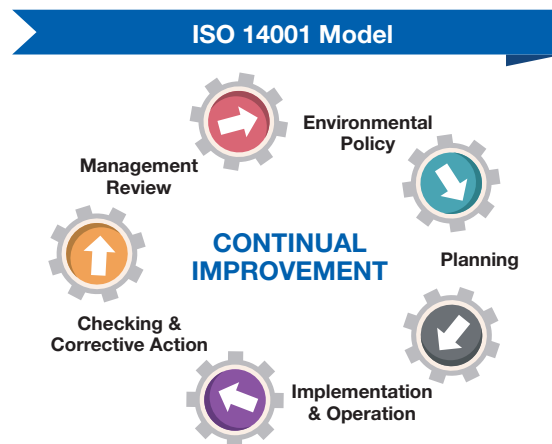 ISO 14001 Model
Environmental
Policy
Management
Review
CONTINUAL
IMPROVEMENT
Planning
Checking &
Corrective Action
Implementation
& Operation